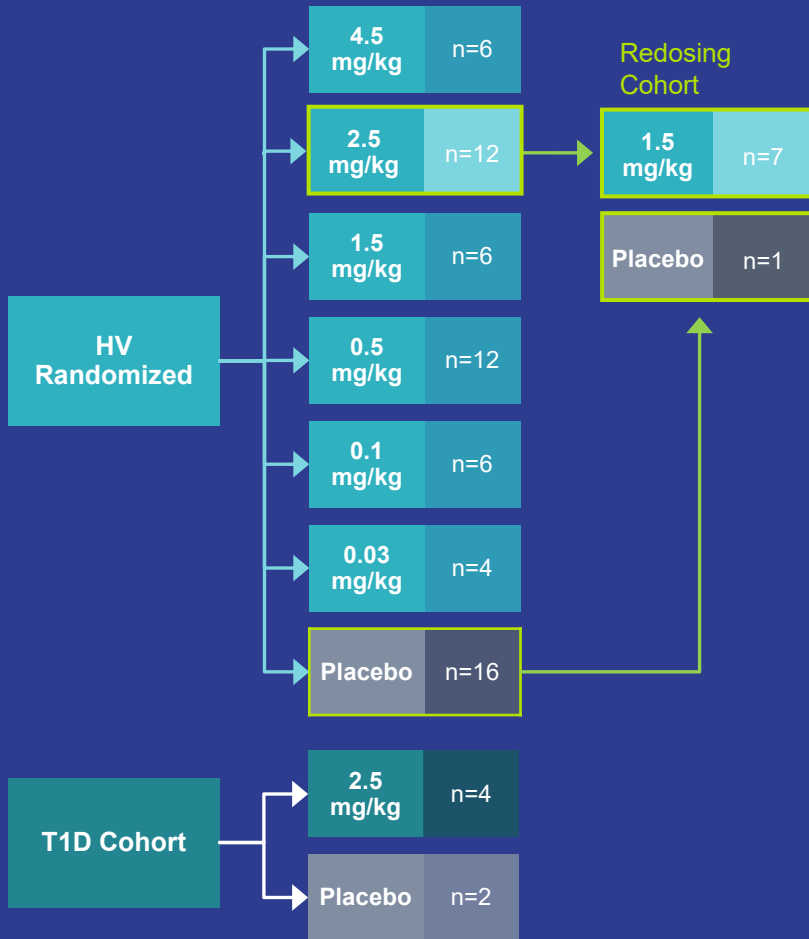 4.5
mg/kg
n=6
Redosing
Cohort
2.5
mg/kg
n=12
1.5
mg/kg
n=7
1.5
mg/kg
n=6
Placebo
n=1
HV
Randomized
0.5
mg/kg
n=12
0.1
mg/kg
n=6
0.03
mg/kg
n=4
Placebo
n=16
T1D Cohort
2.5
mg/kg
n=4
Placebo
n=2